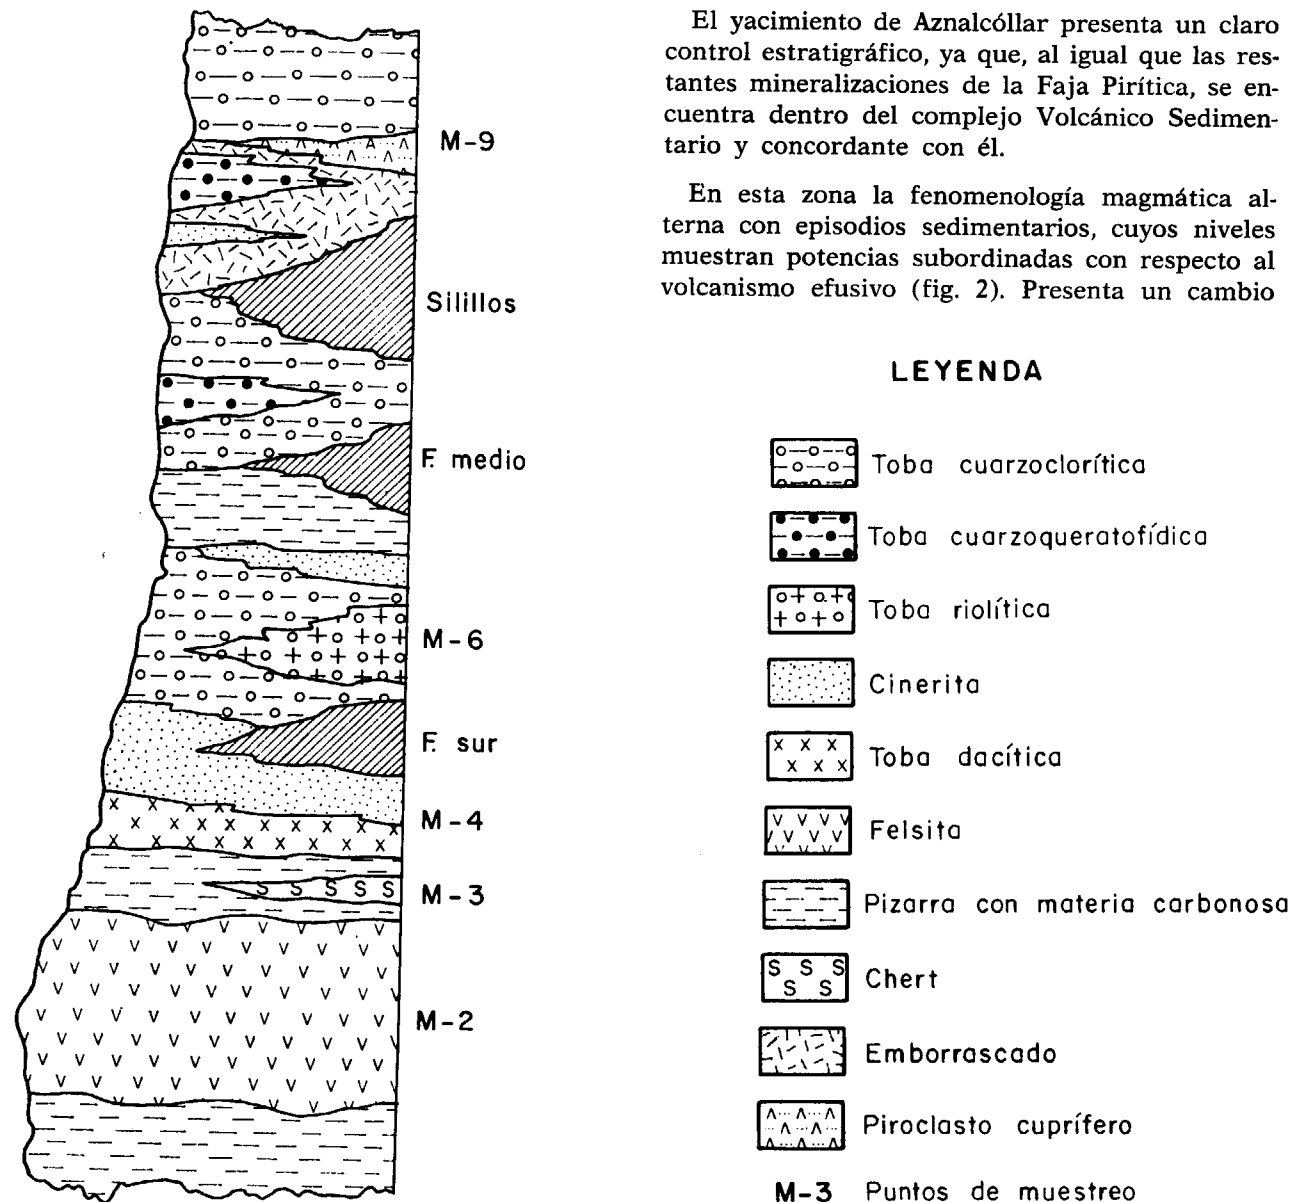 El yacimiento de Aznalcóllar presenta un claro
control estratigráfico, ya que, al igual que las res-
tantes mineralizaciones de la Faja Pirítica, se en-
cuentra dentro del complejo Volcánico Sedimen-
tario y concordante con él.
En esta zona la fenomenología magmática al-
terna con episodios sedimentarios, cuyos niveles
muestran potencias subordinadas con respecto al
volcanismo efusivo (fig. 2). Presenta un cambio
M-9
Silillos
F. medio
M-6
F. sur
M-4
M-3
M-2
LEYENDA
Toba cuarzoclorítica
Toba cuarzoqueratofídica
Toba riolítica
Cinerita
Toba dacítica
Felsita
Pizarra con materia carbonosa
Chert
Emborrascado
Piroclasto cuprífero
M-3 Puntos de muestreo